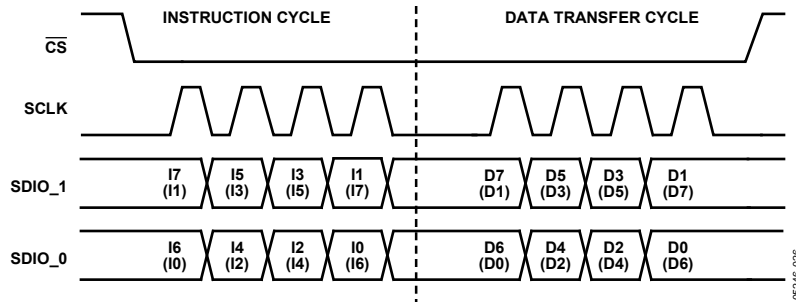 INSTRUCTION CYCLE DATA TRANSFER CYCLE
CS
SCLK
SDIO_1
I7 I5 I3 I1 D7 D5 D3 D1
(I1) (I3) (I5) (I7) (D1) (D3) (D5) (D7)
SDIO_0
I6 I4 I2 I0 D6 D4 D2 D0
(I0) (I2) (I4) (I6) (D0) (D2) (D4) (D6)